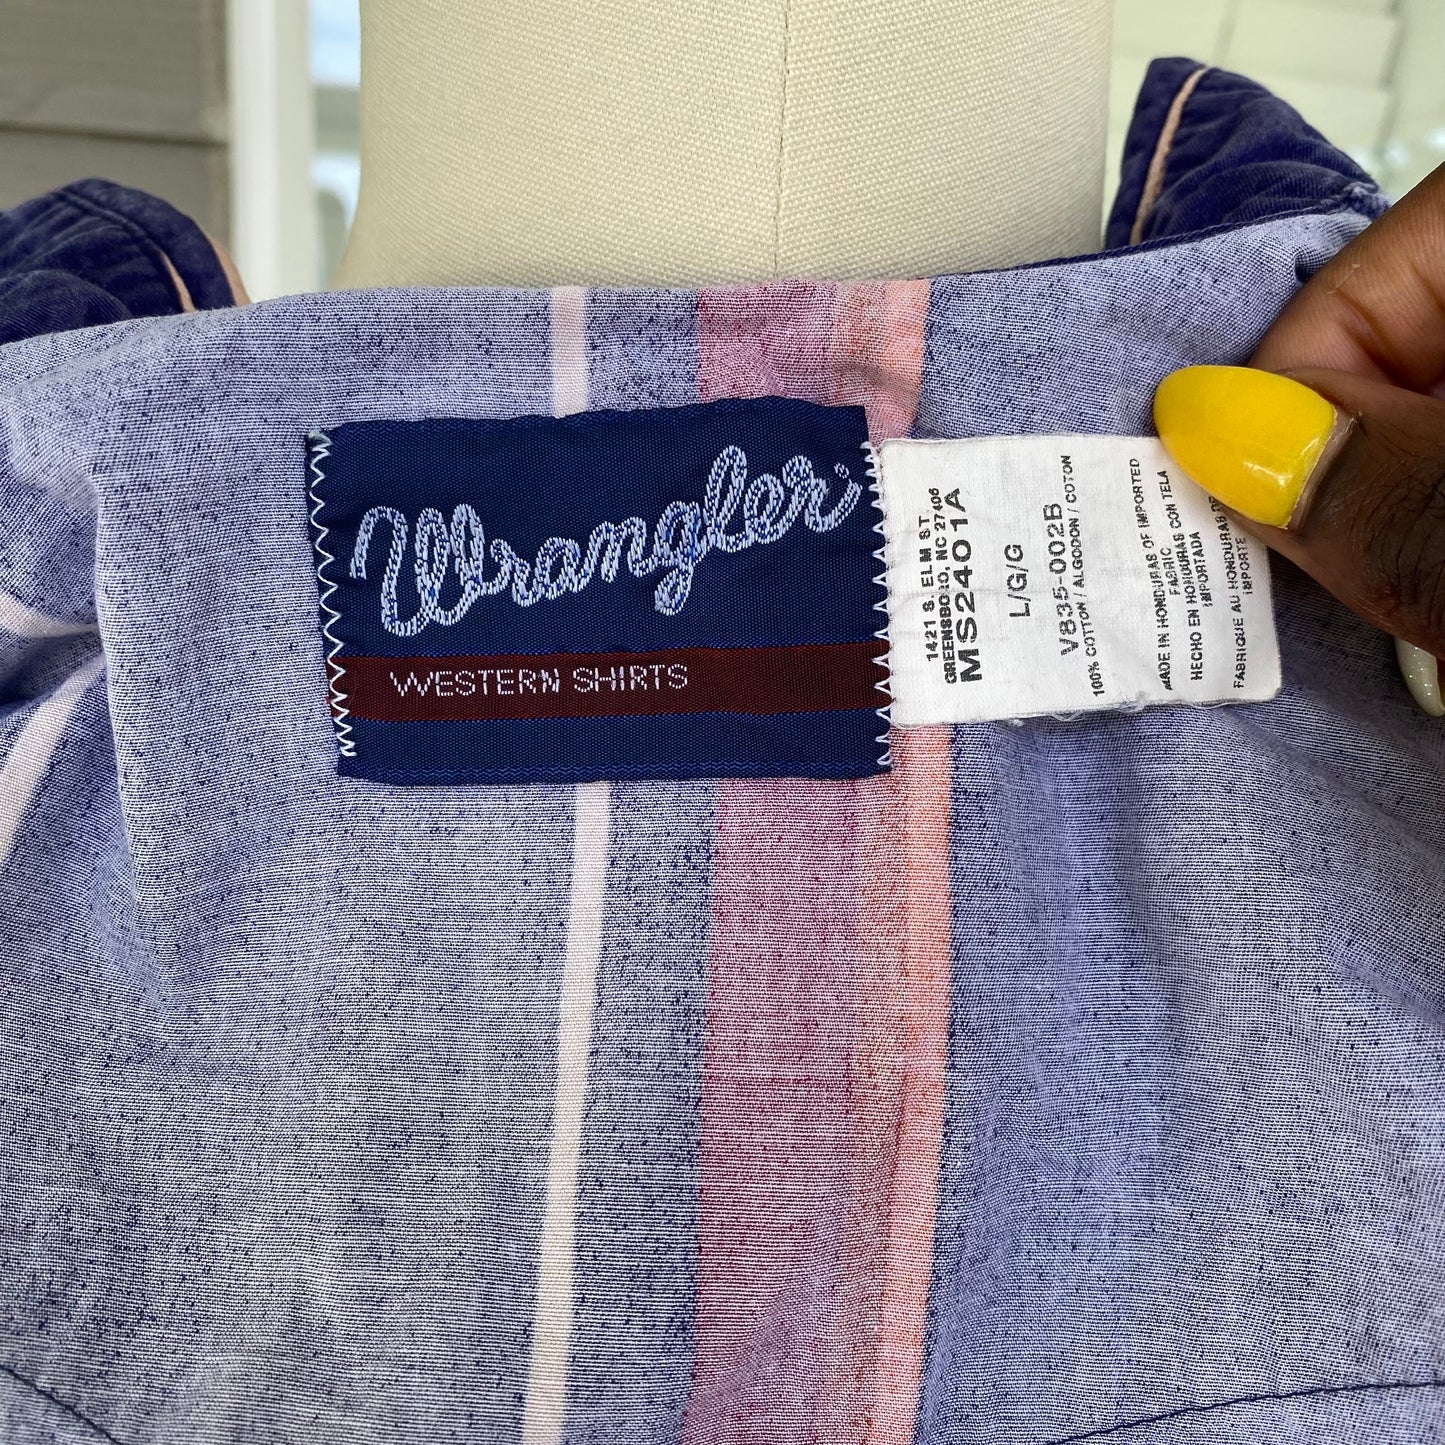 Wrangler
WESTERN SHIRTS
1421 S. ELM ST.
GREENSBORO, NC 27406
MS2401A
L/G/G
V835-002B
100% COTTON / ALGODON / COTON
MADE IN HONDURAS OF IMPORTED
FABRIC
HECHO EN HONDURAS CON TELA
IMPORTADA
FABRIQUE AU HONDURAS
IMPORTE